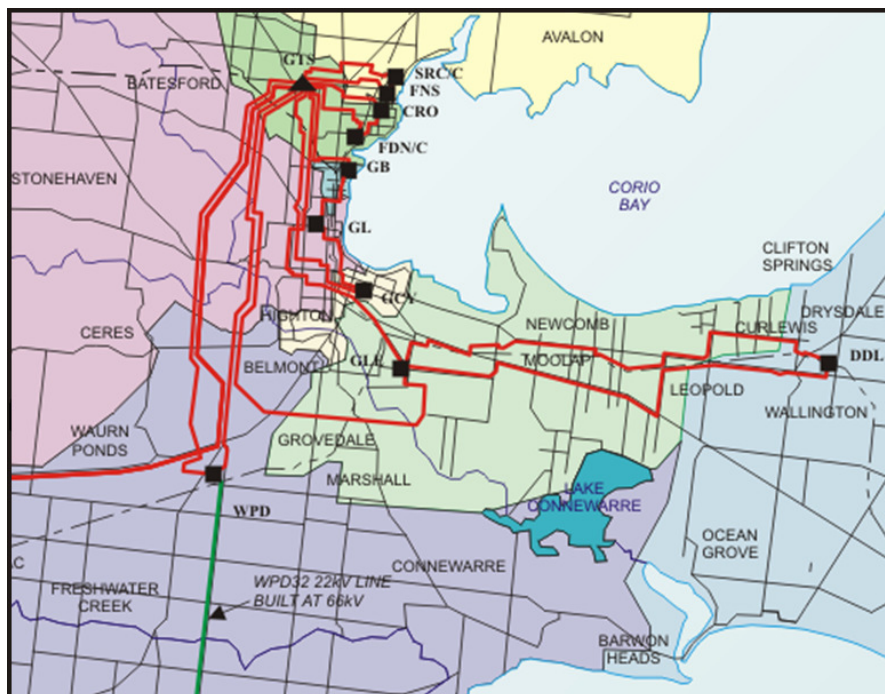 AVALON
GTS
SRC/C
BATESFORD
FNS
CRO
FDN/C
GB
STONEHAVEN
CORIO
BAY
GL
CLIFTON
SPRINGS
GCY
DRYSDALE
HIGHTON
NEWCOMB
CURLEWIS
CERES
MOOLAP
DDL
BELMONT
GLE
LEOPOLD
WALLINGTON
WAURN
PONDS
GROVEDALE
MARSHALL
LAKE
CONNEWARRE
WPD
OCEAN
GROVE
AC
CONNEWARRE
WPD32 22kV LINE
BUILT AT 66kV
FRESHWATER
CREEK
BARWON
HEADS